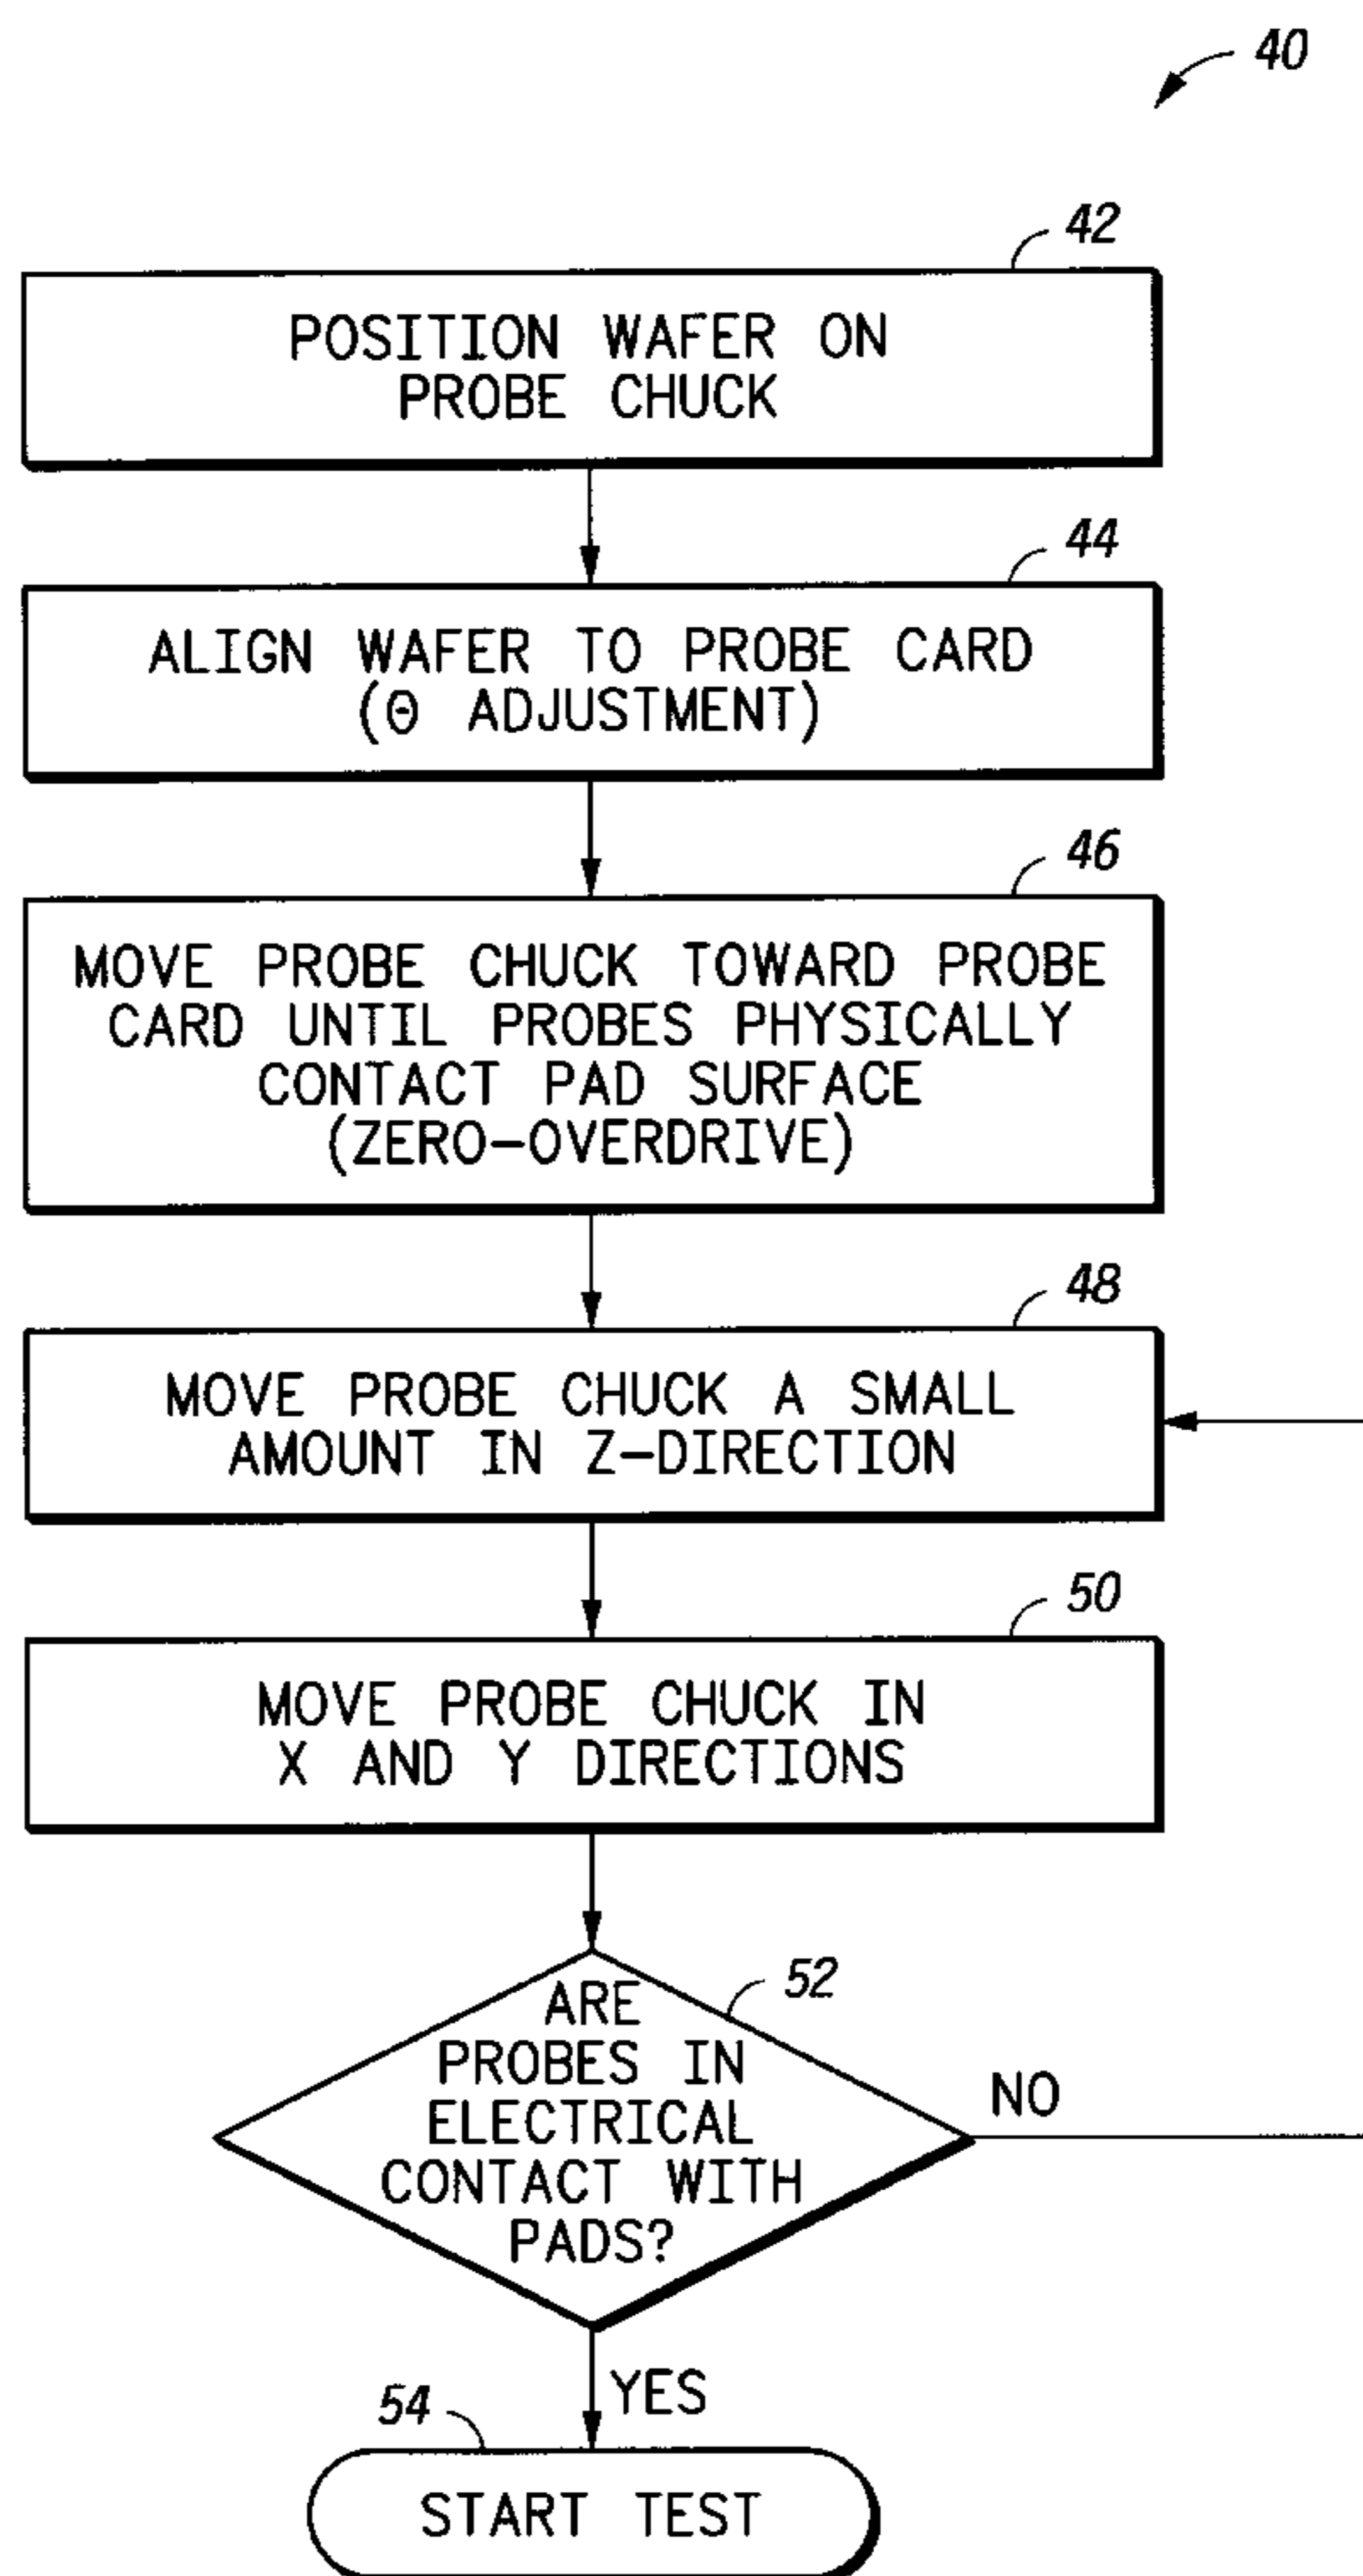 40
42
POSITION WAFER ON
PROBE CHUCK
44
ALIGN WAFER TO PROBE CARD
(Θ ADJUSTMENT)
46
MOVE PROBE CHUCK TOWARD PROBE
CARD UNTIL PROBES PHYSICALLY
CONTACT PAD SURFACE
(ZERO-OVERDRIVE)
48
MOVE PROBE CHUCK A SMALL
AMOUNT IN Z-DIRECTION
50
MOVE PROBE CHUCK IN
X AND Y DIRECTIONS
52
ARE
PROBES IN
ELECTRICAL
CONTACT WITH
PADS?
NO
YES
54
START TEST